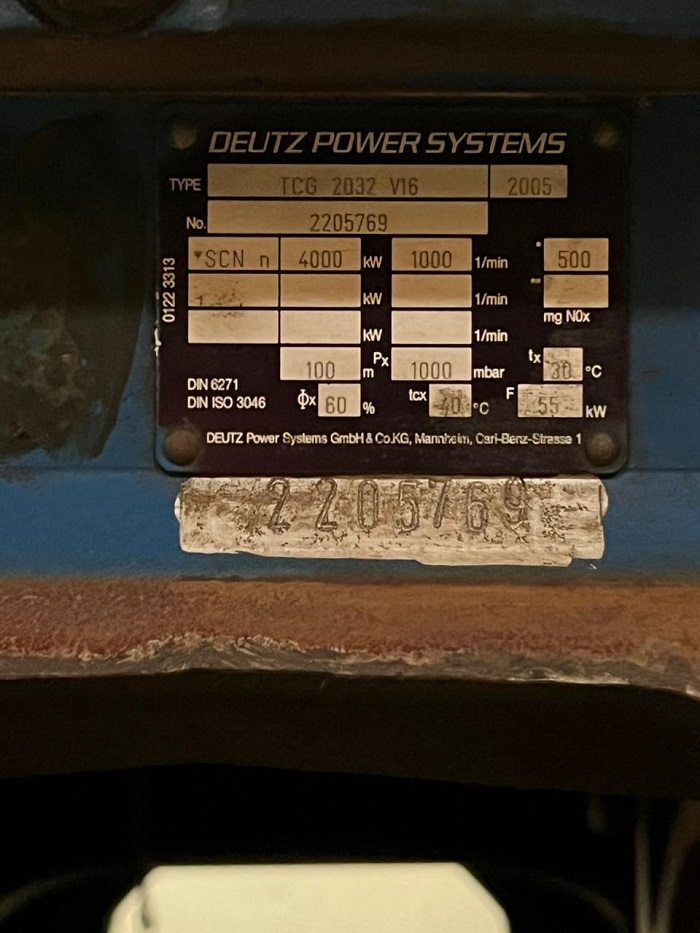 DEUTZ POWER SYSTEMS
TYPE TCG 2032 V16 2005
No. 2205769
*SCN n 4000 kW 1000 1/min * 500
kW 1/min **
kW 1/min mg NOx
100 m Px 1000 mbar tx 30 °C
DIN 6271
DIN ISO 3046 Φx 60 % tcx 40 °C F 55 kW
0122 3313
DEUTZ Power Systems GmbH & Co.KG, Mannheim, Carl-Benz-Strasse 1
2205769